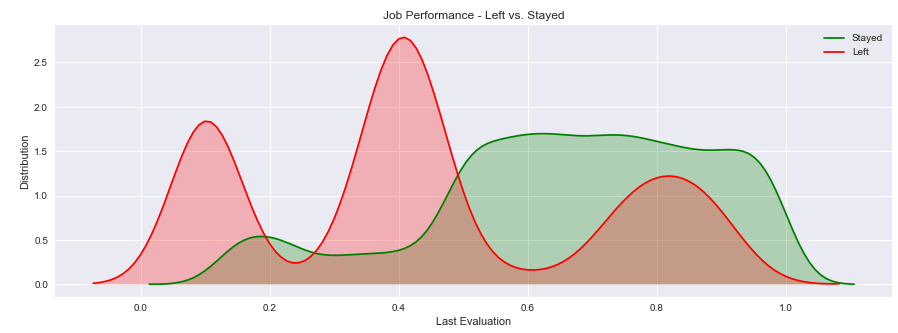 Job Performance - Left vs. Stayed
Stayed
Left
2.5
2.0
1.5
1.0
0.5
0.0
Distribution
0.0 0.2 0.4 0.6 0.8 1.0
Last Evaluation